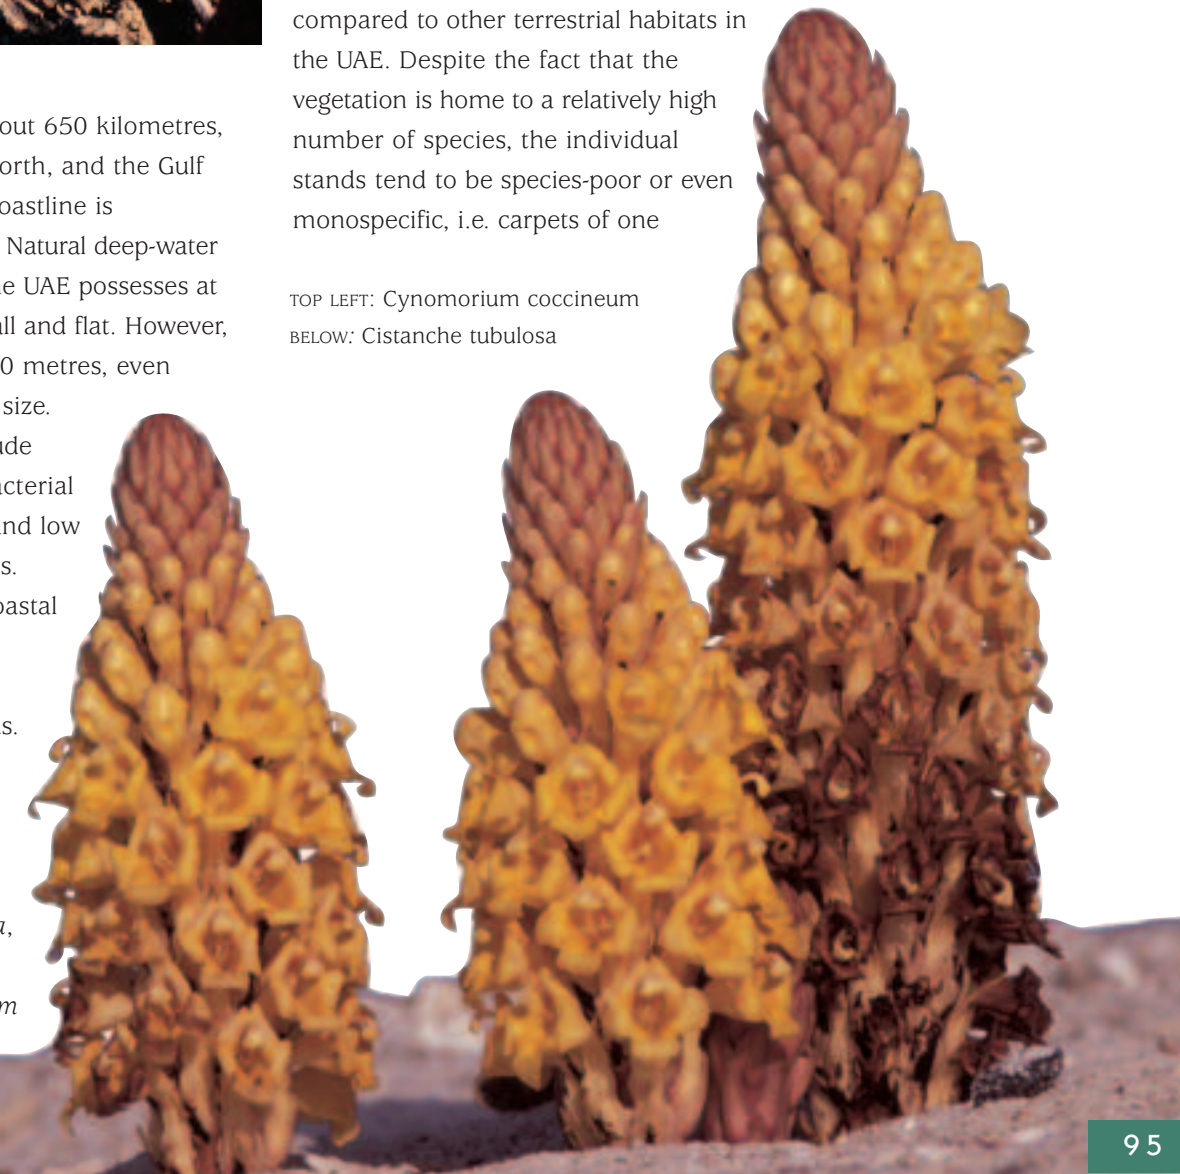 out 650 kilometres,
orth, and the Gulf
oastline is
Natural deep-water
e UAE possesses at
ll and flat. However,
0 metres, even
size.
ude
acterial
nd low
s.
oastal
s.
a,
m
compared to other terrestrial habitats in
the UAE. Despite the fact that the
vegetation is home to a relatively high
number of species, the individual
stands tend to be species-poor or even
monospecific, i.e. carpets of one
TOP LEFT: Cynomorium coccineum
BELOW: Cistanche tubulosa
95